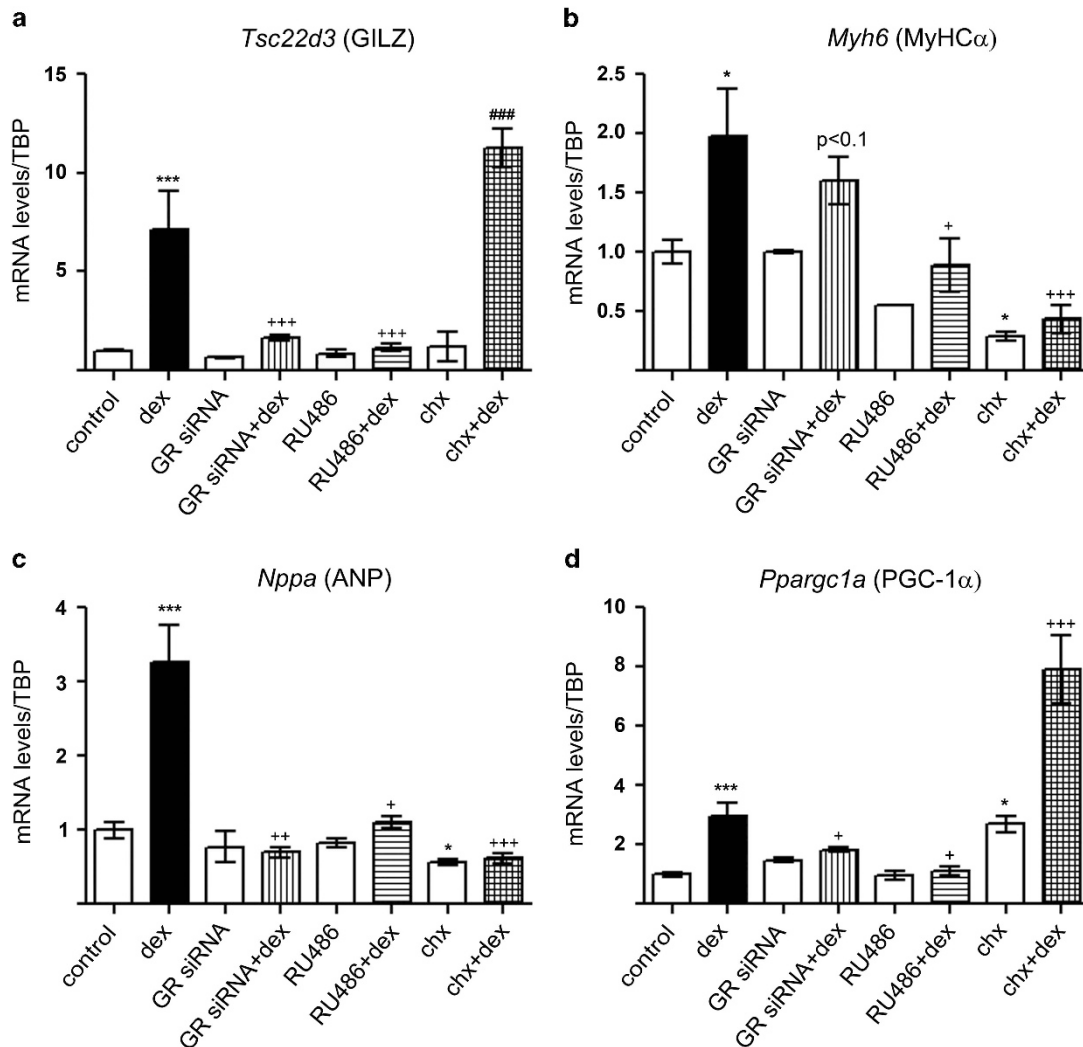 a
Tsc22d3 (GILZ)
mRNA levels/TBP
15
10
5
***
+++
+++
###
control
dex
GR siRNA
GR siRNA+dex
RU486
RU486+dex
chx
chx+dex
b
Myh6 (MyHCα)
mRNA levels/TBP
2.5
2.0
1.5
1.0
0.5
*
p<0.1
+
*
+++
control
dex
GR siRNA
GR siRNA+dex
RU486
RU486+dex
chx
chx+dex
c
Nppa (ANP)
mRNA levels/TBP
4
3
2
1
***
++
+
*
+++
control
dex
GR siRNA
GR siRNA+dex
RU486
RU486+dex
chx
chx+dex
d
Ppargc1a (PGC-1α)
mRNA levels/TBP
10
8
6
4
2
***
+
+
*
+++
control
dex
GR siRNA
GR siRNA+dex
RU486
RU486+dex
chx
chx+dex